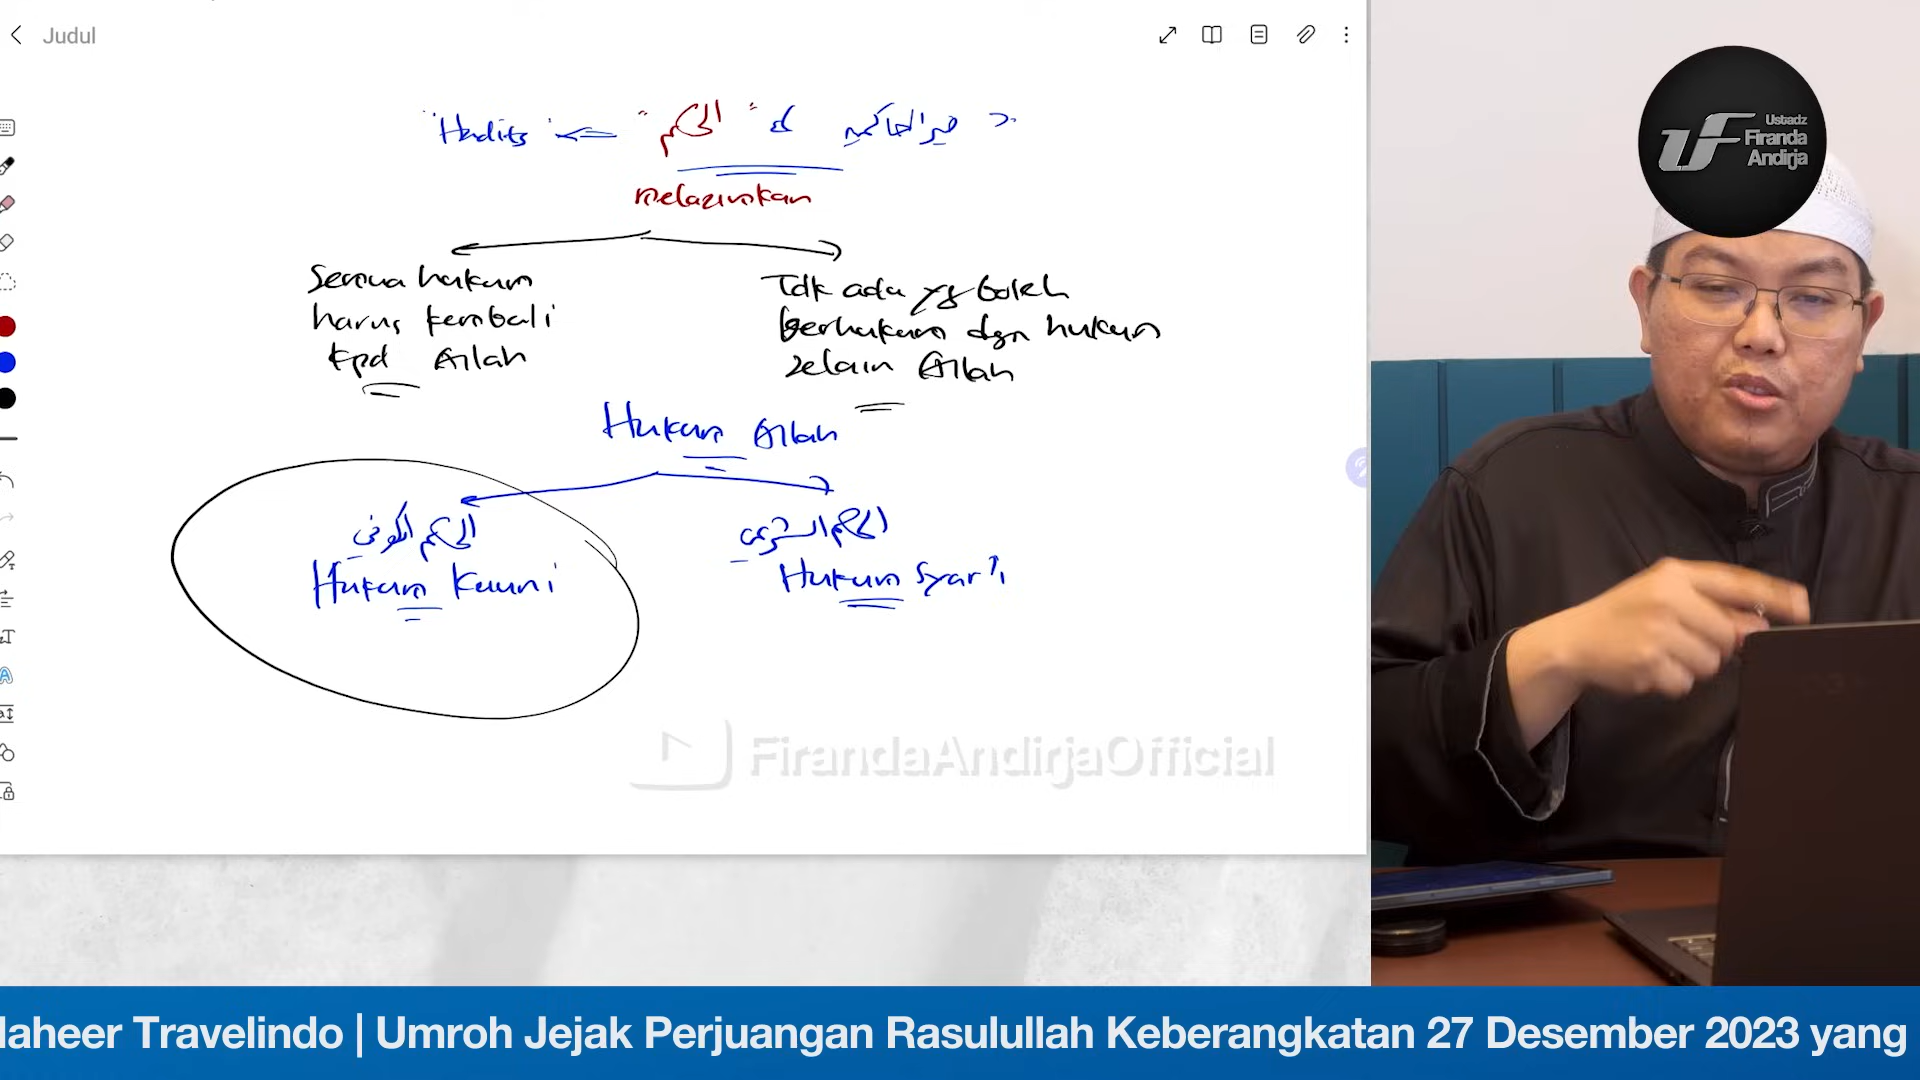 Judul
"Hadits" ⇐ "الحكم" لله خير الحاكمين
melazimkan
Semua hukum
harus kembali
kpd Allah
Tdk ada yg boleh
berhukum dgn hukum
selain Allah
Hukum Allah
الحكم الكوني
Hukum Kauni
الحكم الشرعي
Hukum Syar'i
FirandaAndirjaOfficial
Ustadz
Firanda
Andirja
laheer Travelindo | Umroh Jejak Perjuangan Rasulullah Keberangkatan 27 Desember 2023 yang